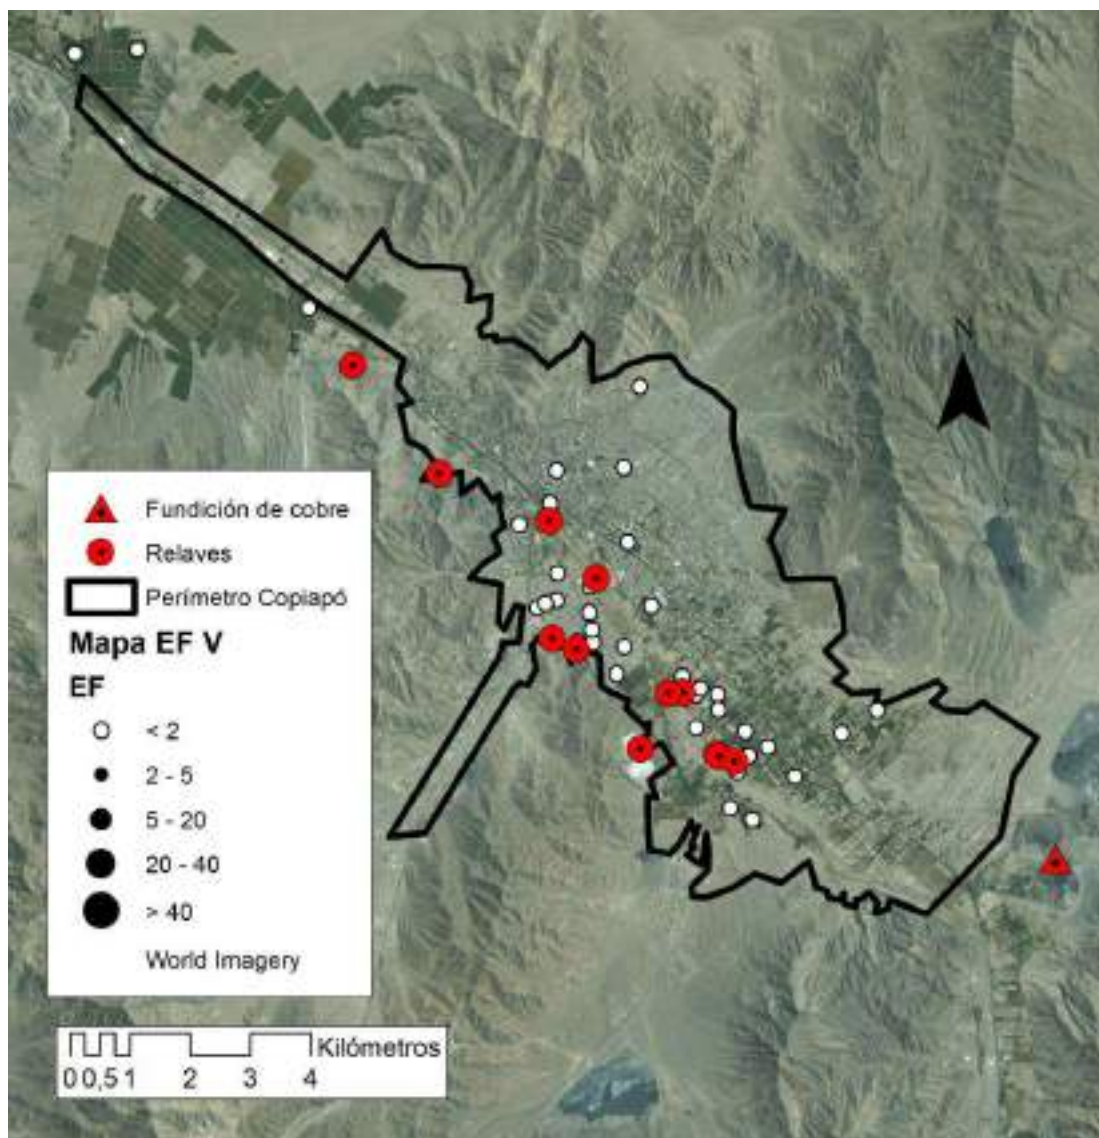 N
Fundición de cobre
Relaves
Perímetro Copiapó
Mapa EF V
EF
< 2
2 - 5
5 - 20
20 - 40
> 40
World Imagery
Kilómetros
0 0,5 1 2 3 4